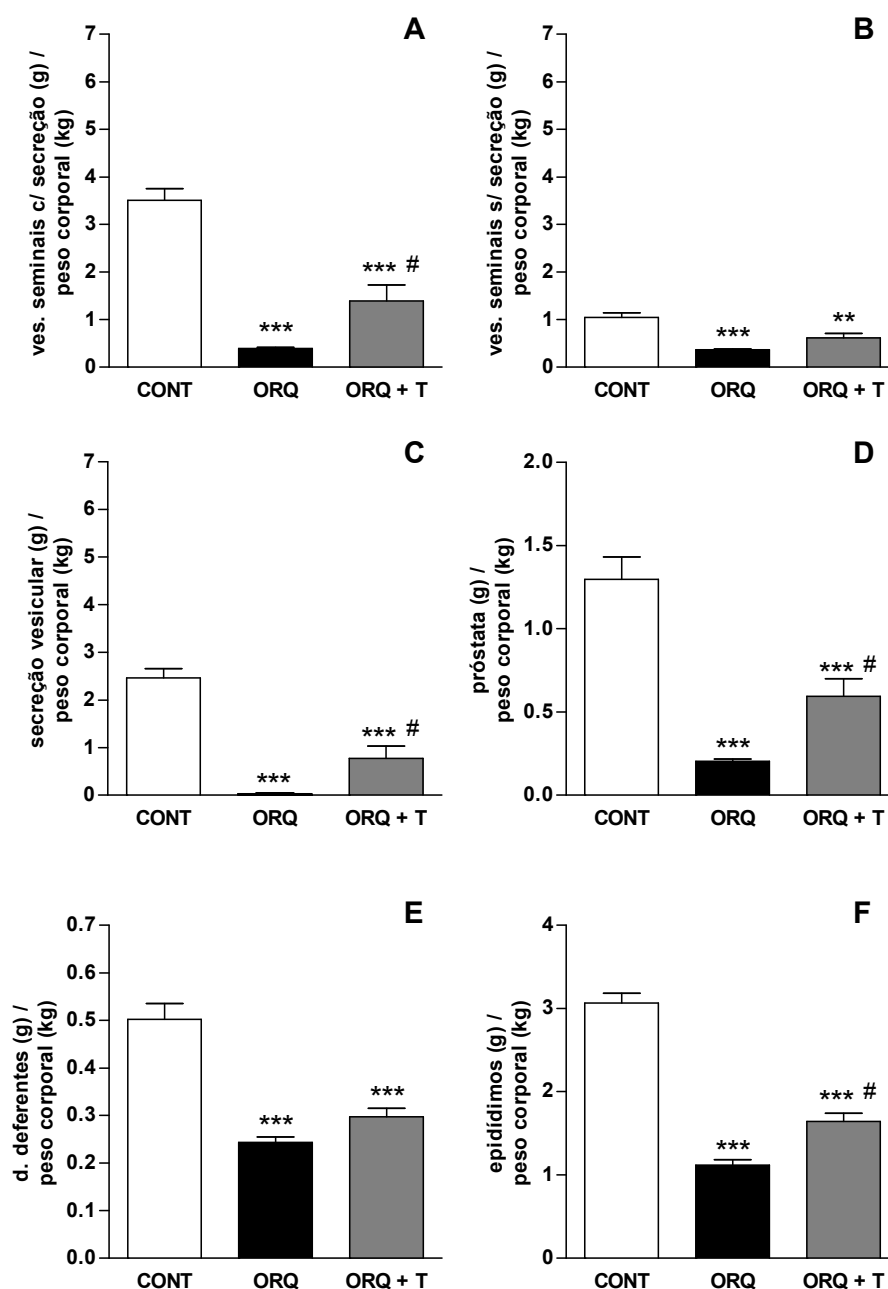 A
ves. seminais c/ secreção (g) /
peso corporal (kg)
7
6
5
4
3
2
1
0
*** 
*** #
CONT ORQ ORQ + T
B
ves. seminais s/ secreção (g) /
peso corporal (kg)
7
6
5
4
3
2
1
0
***
**
CONT ORQ ORQ + T
C
secreção vesicular (g) /
peso corporal (kg)
7
6
5
4
3
2
1
0
***
*** #
CONT ORQ ORQ + T
D
próstata (g) /
peso corporal (kg)
2.0
1.5
1.0
0.5
0.0
***
*** #
CONT ORQ ORQ + T
E
d. deferentes (g) /
peso corporal (kg)
0.7
0.6
0.5
0.4
0.3
0.2
0.1
0.0
***
***
CONT ORQ ORQ + T
F
epidídimos (g) /
peso corporal (kg)
4
3
2
1
0
***
*** #
CONT ORQ ORQ + T